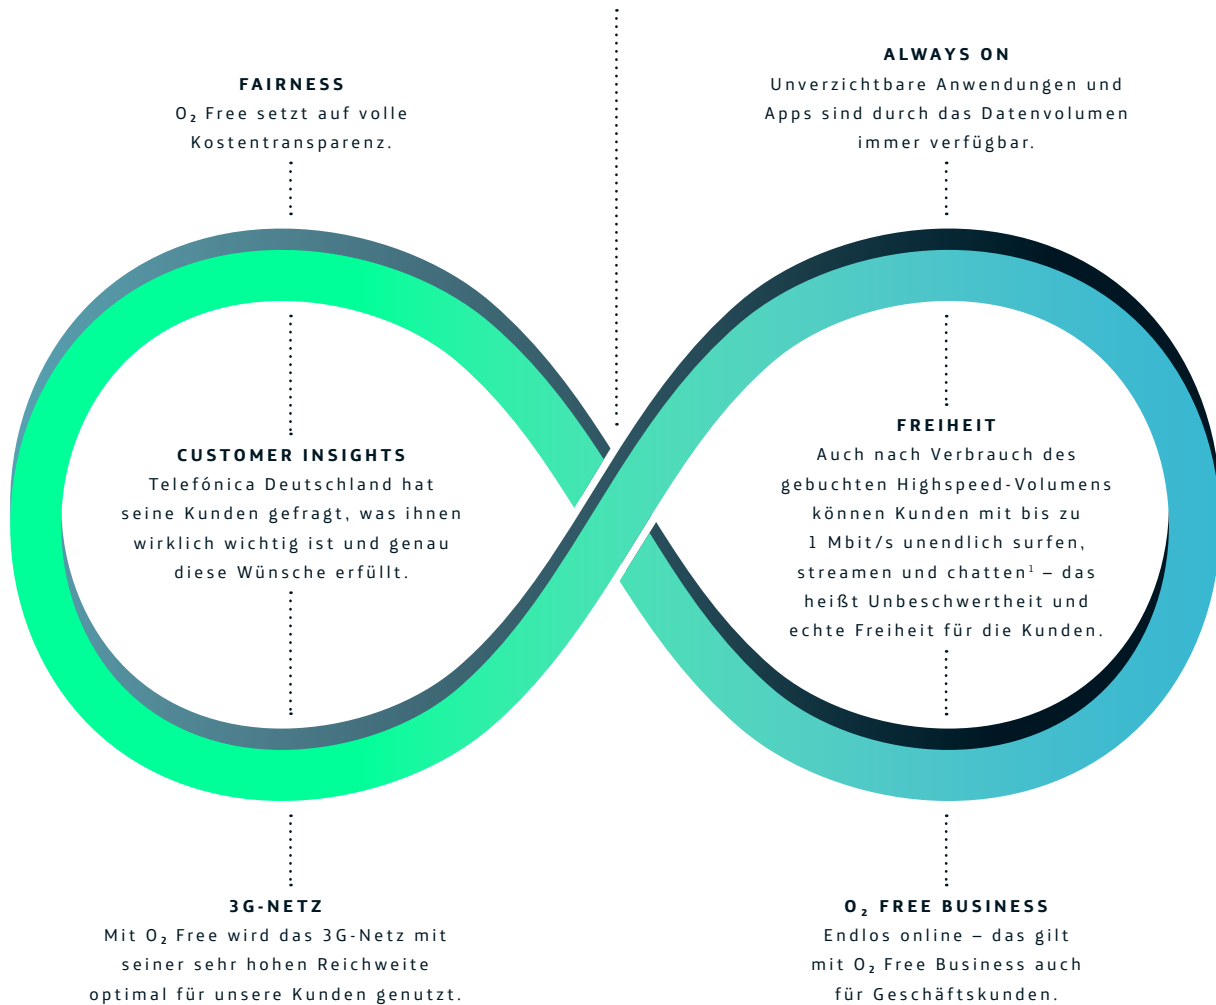 FAIRNESS
O₂ Free setzt auf volle
Kostentransparenz.
ALWAYS ON
Unverzichtbare Anwendungen und
Apps sind durch das Datenvolumen
immer verfügbar.
CUSTOMER INSIGHTS
Telefónica Deutschland hat
seine Kunden gefragt, was ihnen
wirklich wichtig ist und genau
diese Wünsche erfüllt.
FREIHEIT
Auch nach Verbrauch des
gebuchten Highspeed-Volumens
können Kunden mit bis zu
1 Mbit/s unendlich surfen,
streamen und chatten¹ – das
heißt Unbeschwertheit und
echte Freiheit für die Kunden.
3G-NETZ
Mit O₂ Free wird das 3G-Netz mit
seiner sehr hohen Reichweite
optimal für unsere Kunden genutzt.
O₂ FREE BUSINESS
Endlos online – das gilt
mit O₂ Free Business auch
für Geschäftskunden.